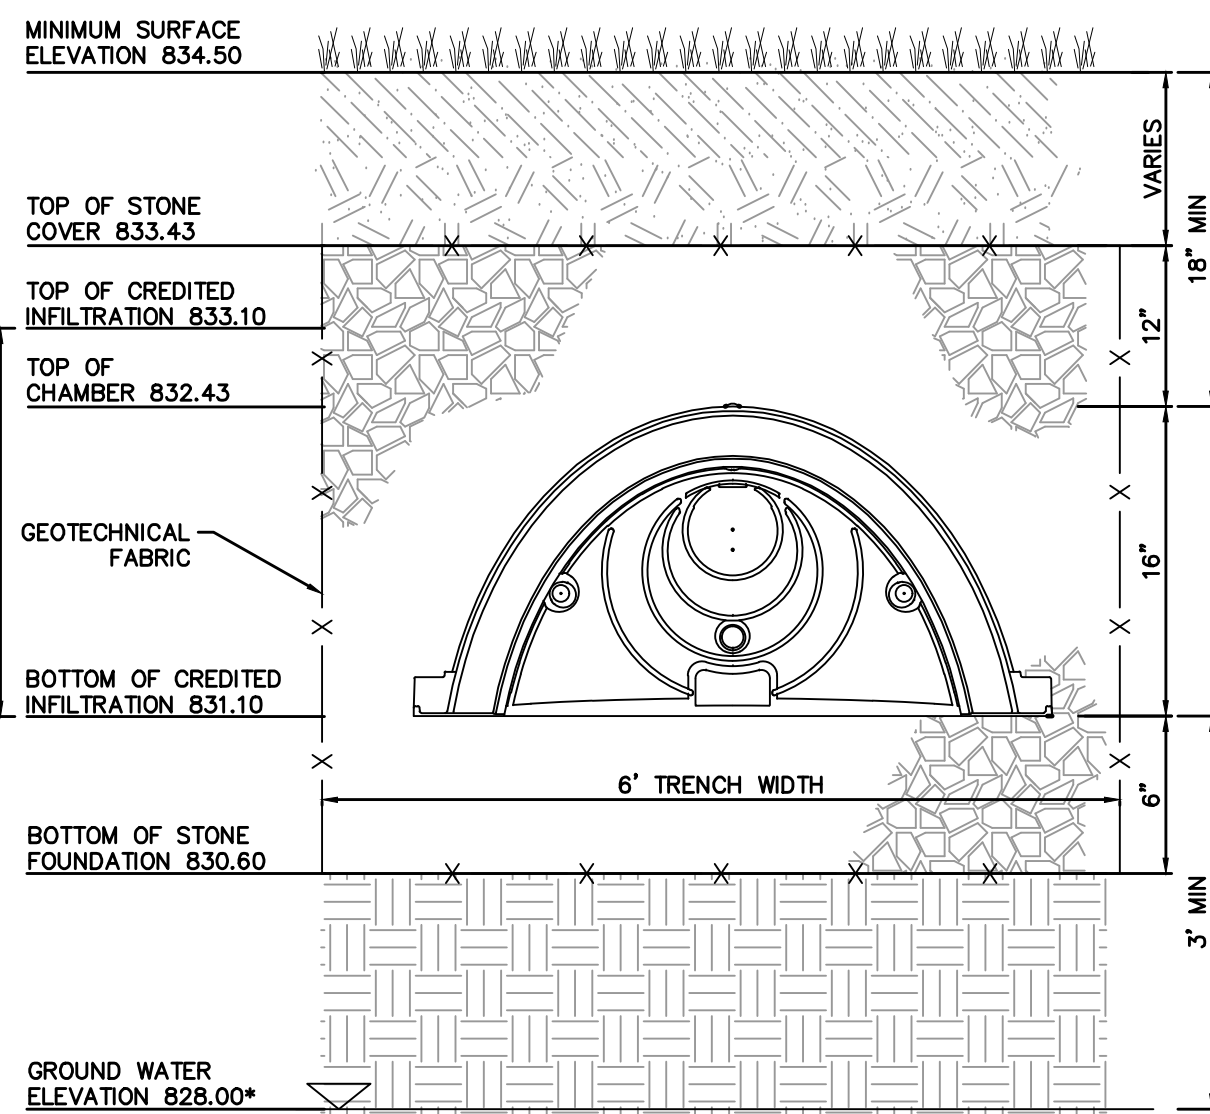 MINIMUM SURFACE
ELEVATION 834.50
VARIES
TOP OF STONE
COVER 833.43
18" MIN
TOP OF CREDITED
INFILTRATION 833.10
12"
TOP OF
CHAMBER 832.43
GEOTECHNICAL
FABRIC
16"
BOTTOM OF CREDITED
INFILTRATION 831.10
6' TRENCH WIDTH
6"
BOTTOM OF STONE
FOUNDATION 830.60
3' MIN
GROUND WATER
ELEVATION 828.00*